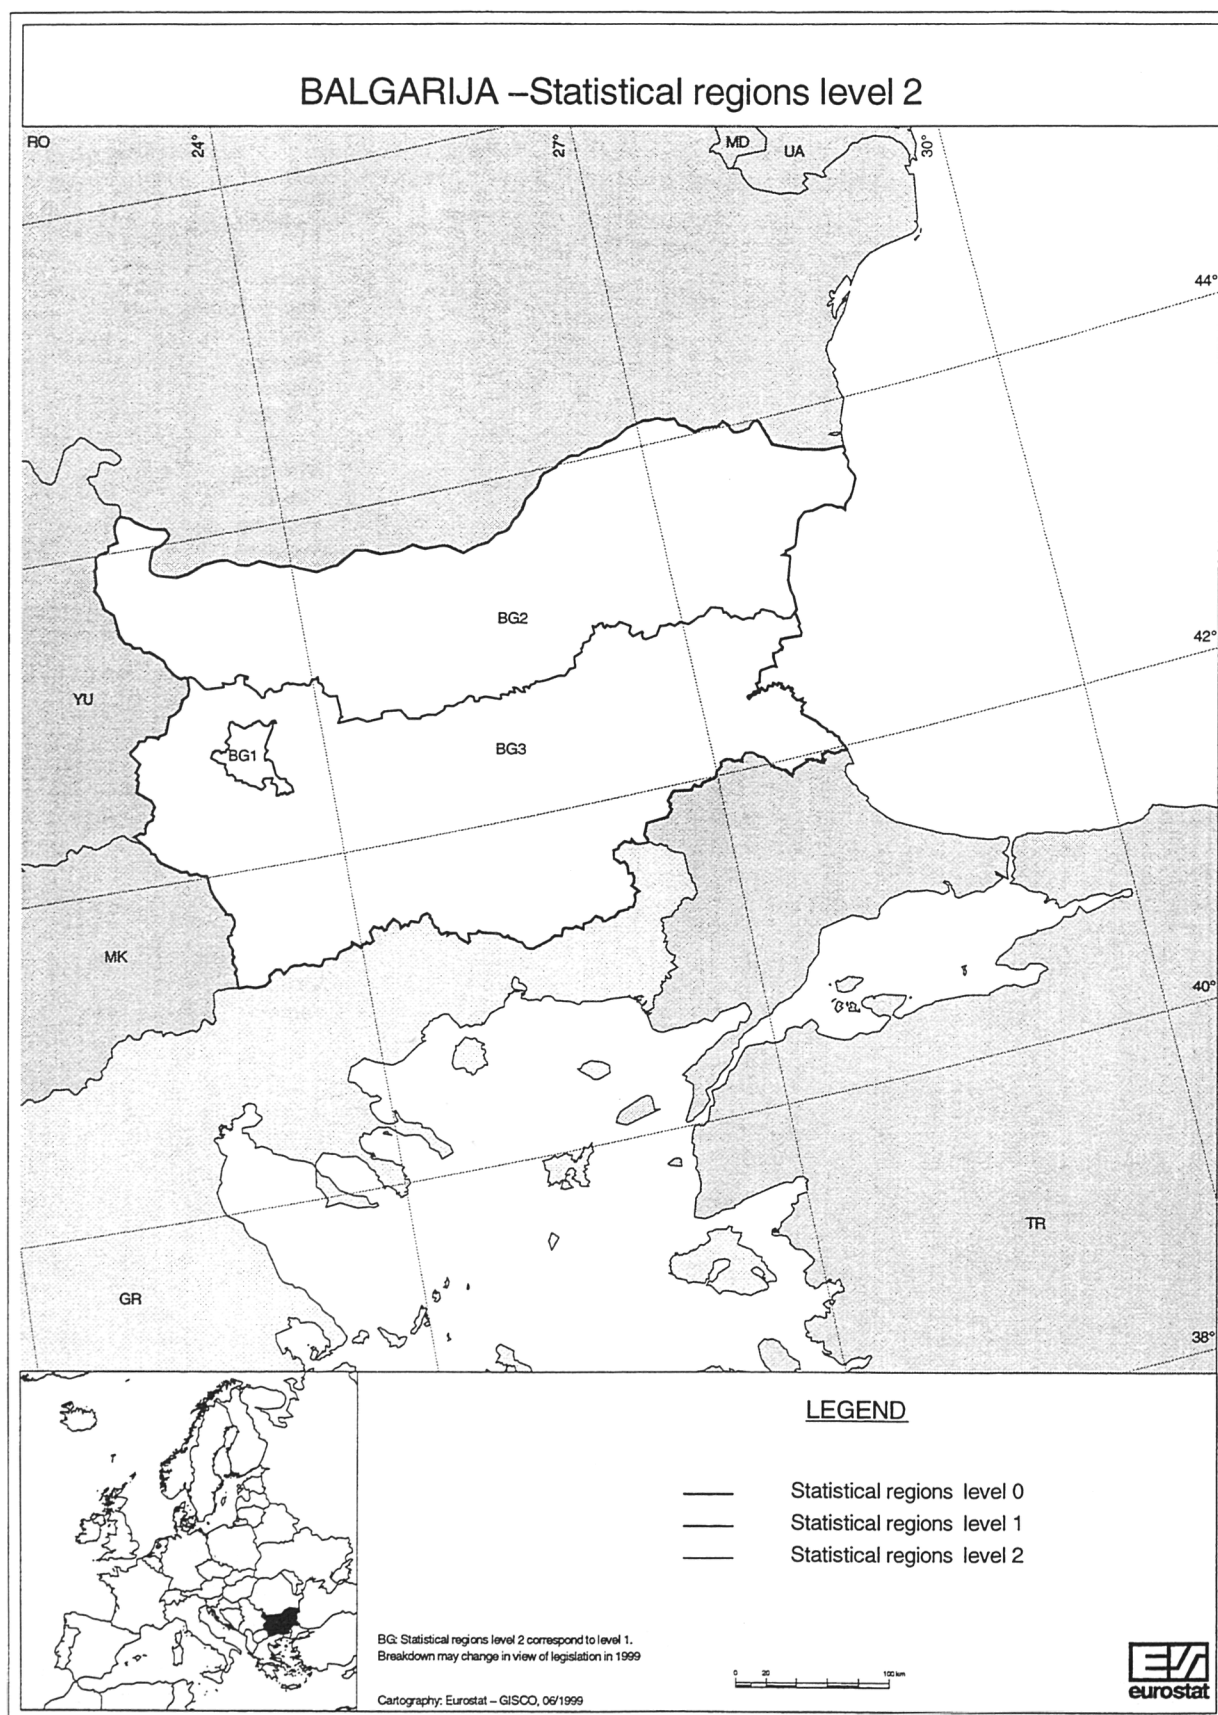 BALGARIJA –Statistical regions level 2
RO
24°
27°
MD
UA
30°
44°
BG2
42°
YU
BG1
BG3
MK
40°
TR
GR
38°
LEGEND
Statistical regions level 0
Statistical regions level 1
Statistical regions level 2
BG: Statistical regions level 2 correspond to level 1.
Breakdown may change in view of legislation in 1999
0 20 100 km
Cartography: Eurostat – GISCO, 06/1999
eurostat